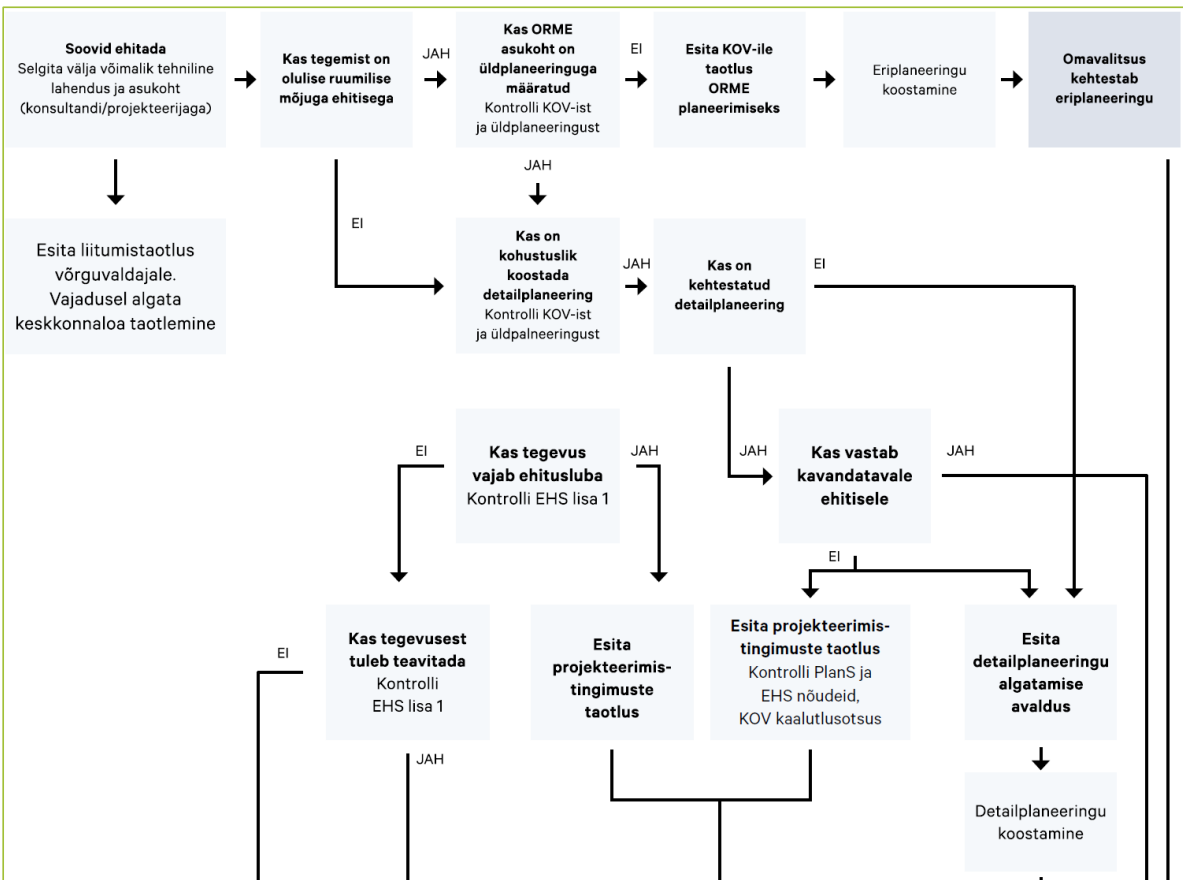 Soovid ehitada
Selgita välja võimalik tehniline
lahendus ja asukoht
(konsultandi/projekteerijaga)
Kas tegemist on
olulise ruumilise
mõjuga ehitisega
JAH
Kas ORME
asukoht on
üldplaneeringuga
määratud
Kontrolli KOV-ist
ja üldplaneeringust
EI
Esita KOV-ile
taotlus
ORME
planeerimiseks
Eriplaneeringu
koostamine
Omavalitsus
kehtestab
eriplaneeringu
JAH
EI
Esita liitumistaotlus
võrguvaldajale.
Vajadusel algata
keskkonnaloa taotlemine
Kas on
kohustuslik
koostada
detailplaneering
Kontrolli KOV-ist
ja üldpalneeringust
JAH
Kas on
kehtestatud
detailplaneering
EI
EI
Kas tegevus
vajab ehitusluba
Kontrolli EHS lisa 1
JAH
JAH
Kas vastab
kavandatavale
ehitisele
JAH
EI
EI
Kas tegevusest
tuleb teavitada
Kontrolli
EHS lisa 1
JAH
Esita
projekteerimis-
tingimuste
taotlus
Esita projekteerimis-
tingimuste taotlus
Kontrolli PlanS ja
EHS nõudeid,
KOV kaalutlusotsus
Esita
detailplaneeringu
algatamise
avaldus
Detailplaneeringu
koostamine